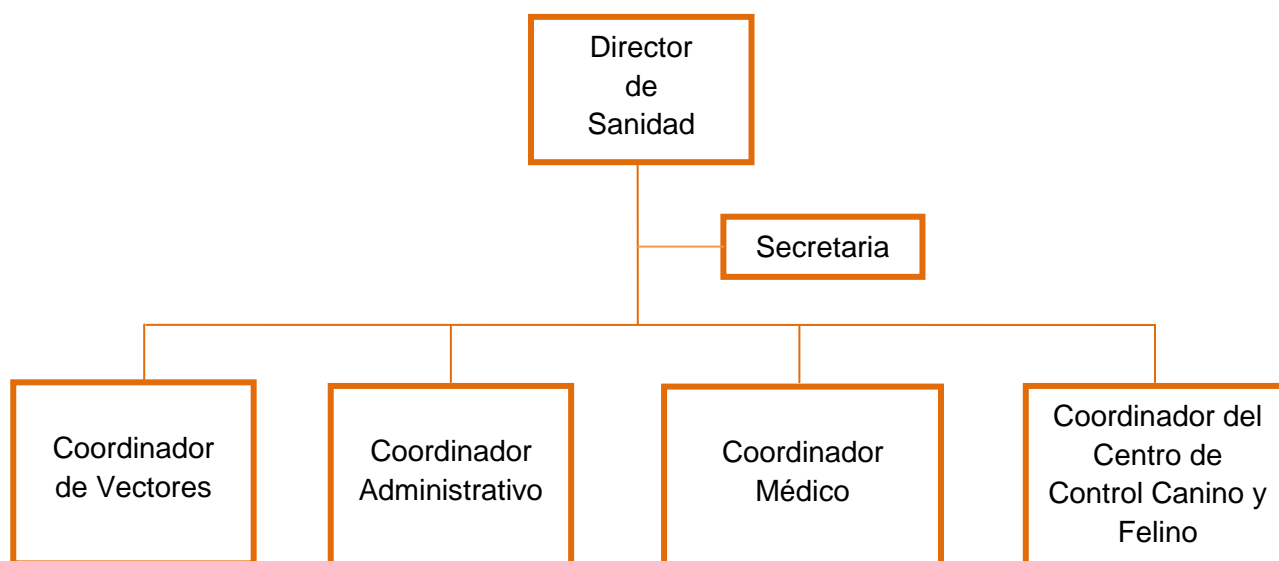 Director
de
Sanidad
Secretaria
Coordinador
de Vectores
Coordinador
Administrativo
Coordinador
Médico
Coordinador del
Centro de
Control Canino y
Felino